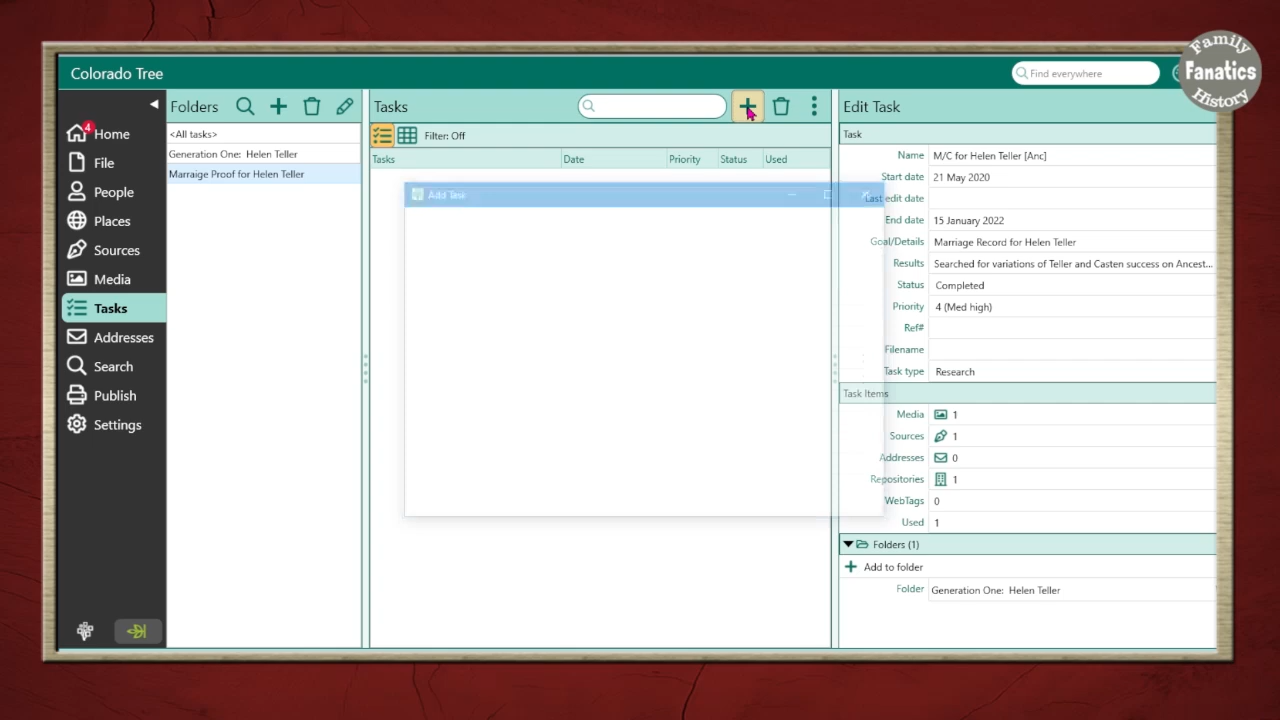 Family
Fanatics
History
Colorado Tree
Find everywhere
4
Home
File
People
Places
Sources
Media
Tasks
Addresses
Search
Publish
Settings
Folders
<All tasks>
Generation One: Helen Teller
Marraige Proof for Helen Teller
Tasks
Filter: Off
Tasks Date Priority Status Used
Add Task
Edit Task
Task
Name M/C for Helen Teller [Anc]
Start date 21 May 2020
Last edit date
End date 15 January 2022
Goal/Details Marriage Record for Helen Teller
Results Searched for variations of Teller and Casten success on Ancest...
Status Completed
Priority 4 (Med high)
Ref#
Filename
Task type Research
Task Items
Media 1
Sources 1
Addresses 0
Repositories 1
WebTags 0
Used 1
Folders (1)
Add to folder
Folder Generation One: Helen Teller